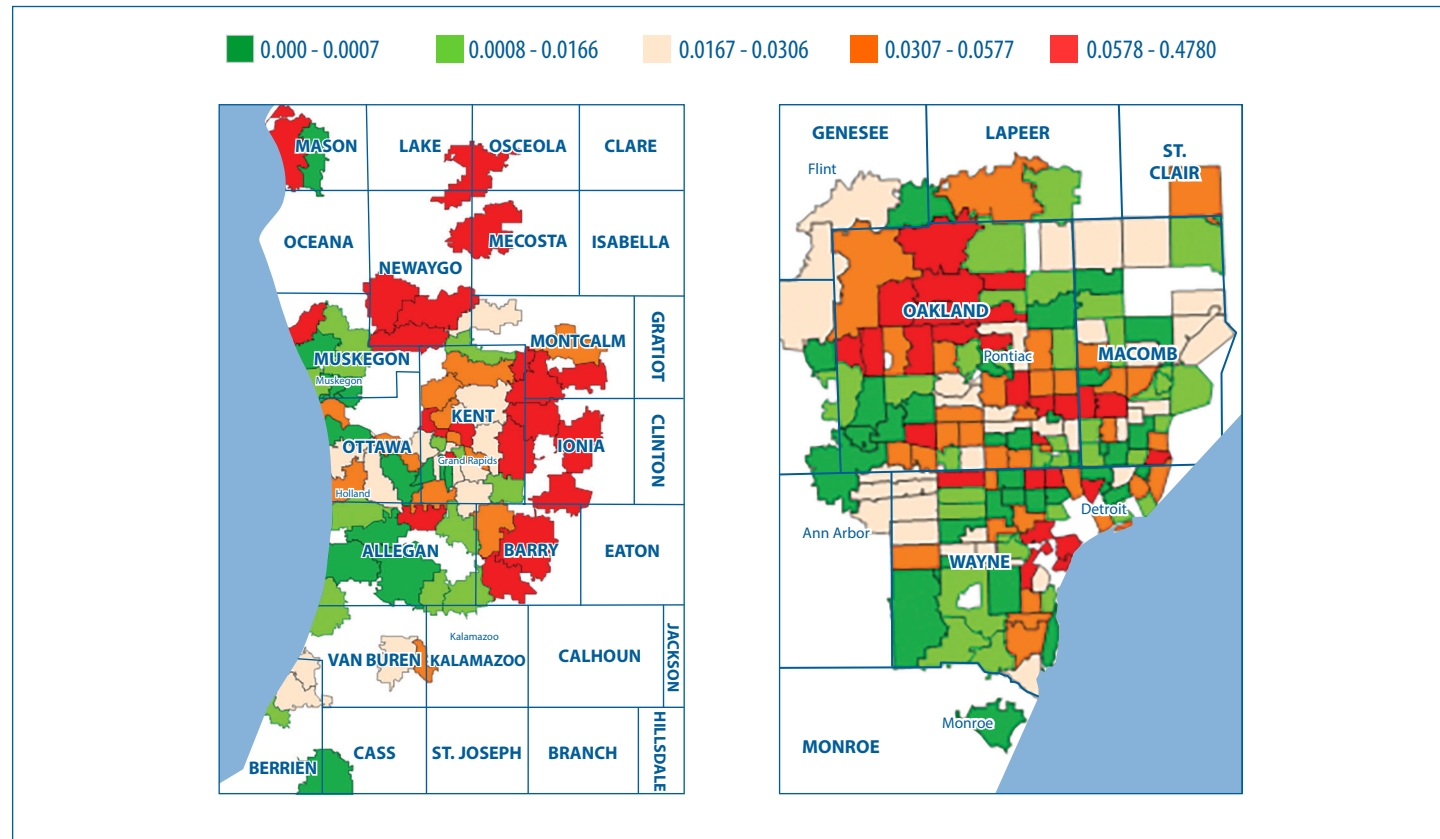 0.000 - 0.0007 0.0008 - 0.0166 0.0167 - 0.0306 0.0307 - 0.0577 0.0578 - 0.4780
MASON LAKE OSCEOLA CLARE
OCEANA MECOSTA ISABELLA
NEWAYGO
MONTCALM GRATIOT
MUSKEGON
Muskegon
KENT
OTTAWA IONIA CLINTON
Grand Rapids
Holland
ALLEGAN BARRY EATON
Kalamazoo
VAN BUREN KALAMAZOO CALHOUN JACKSON
CASS ST. JOSEPH BRANCH HILLSDALE
BERRIEN
GENESEE LAPEER
ST.
CLAIR
Flint
OAKLAND
Pontiac MACOMB
Detroit
Ann Arbor
WAYNE
Monroe
MONROE